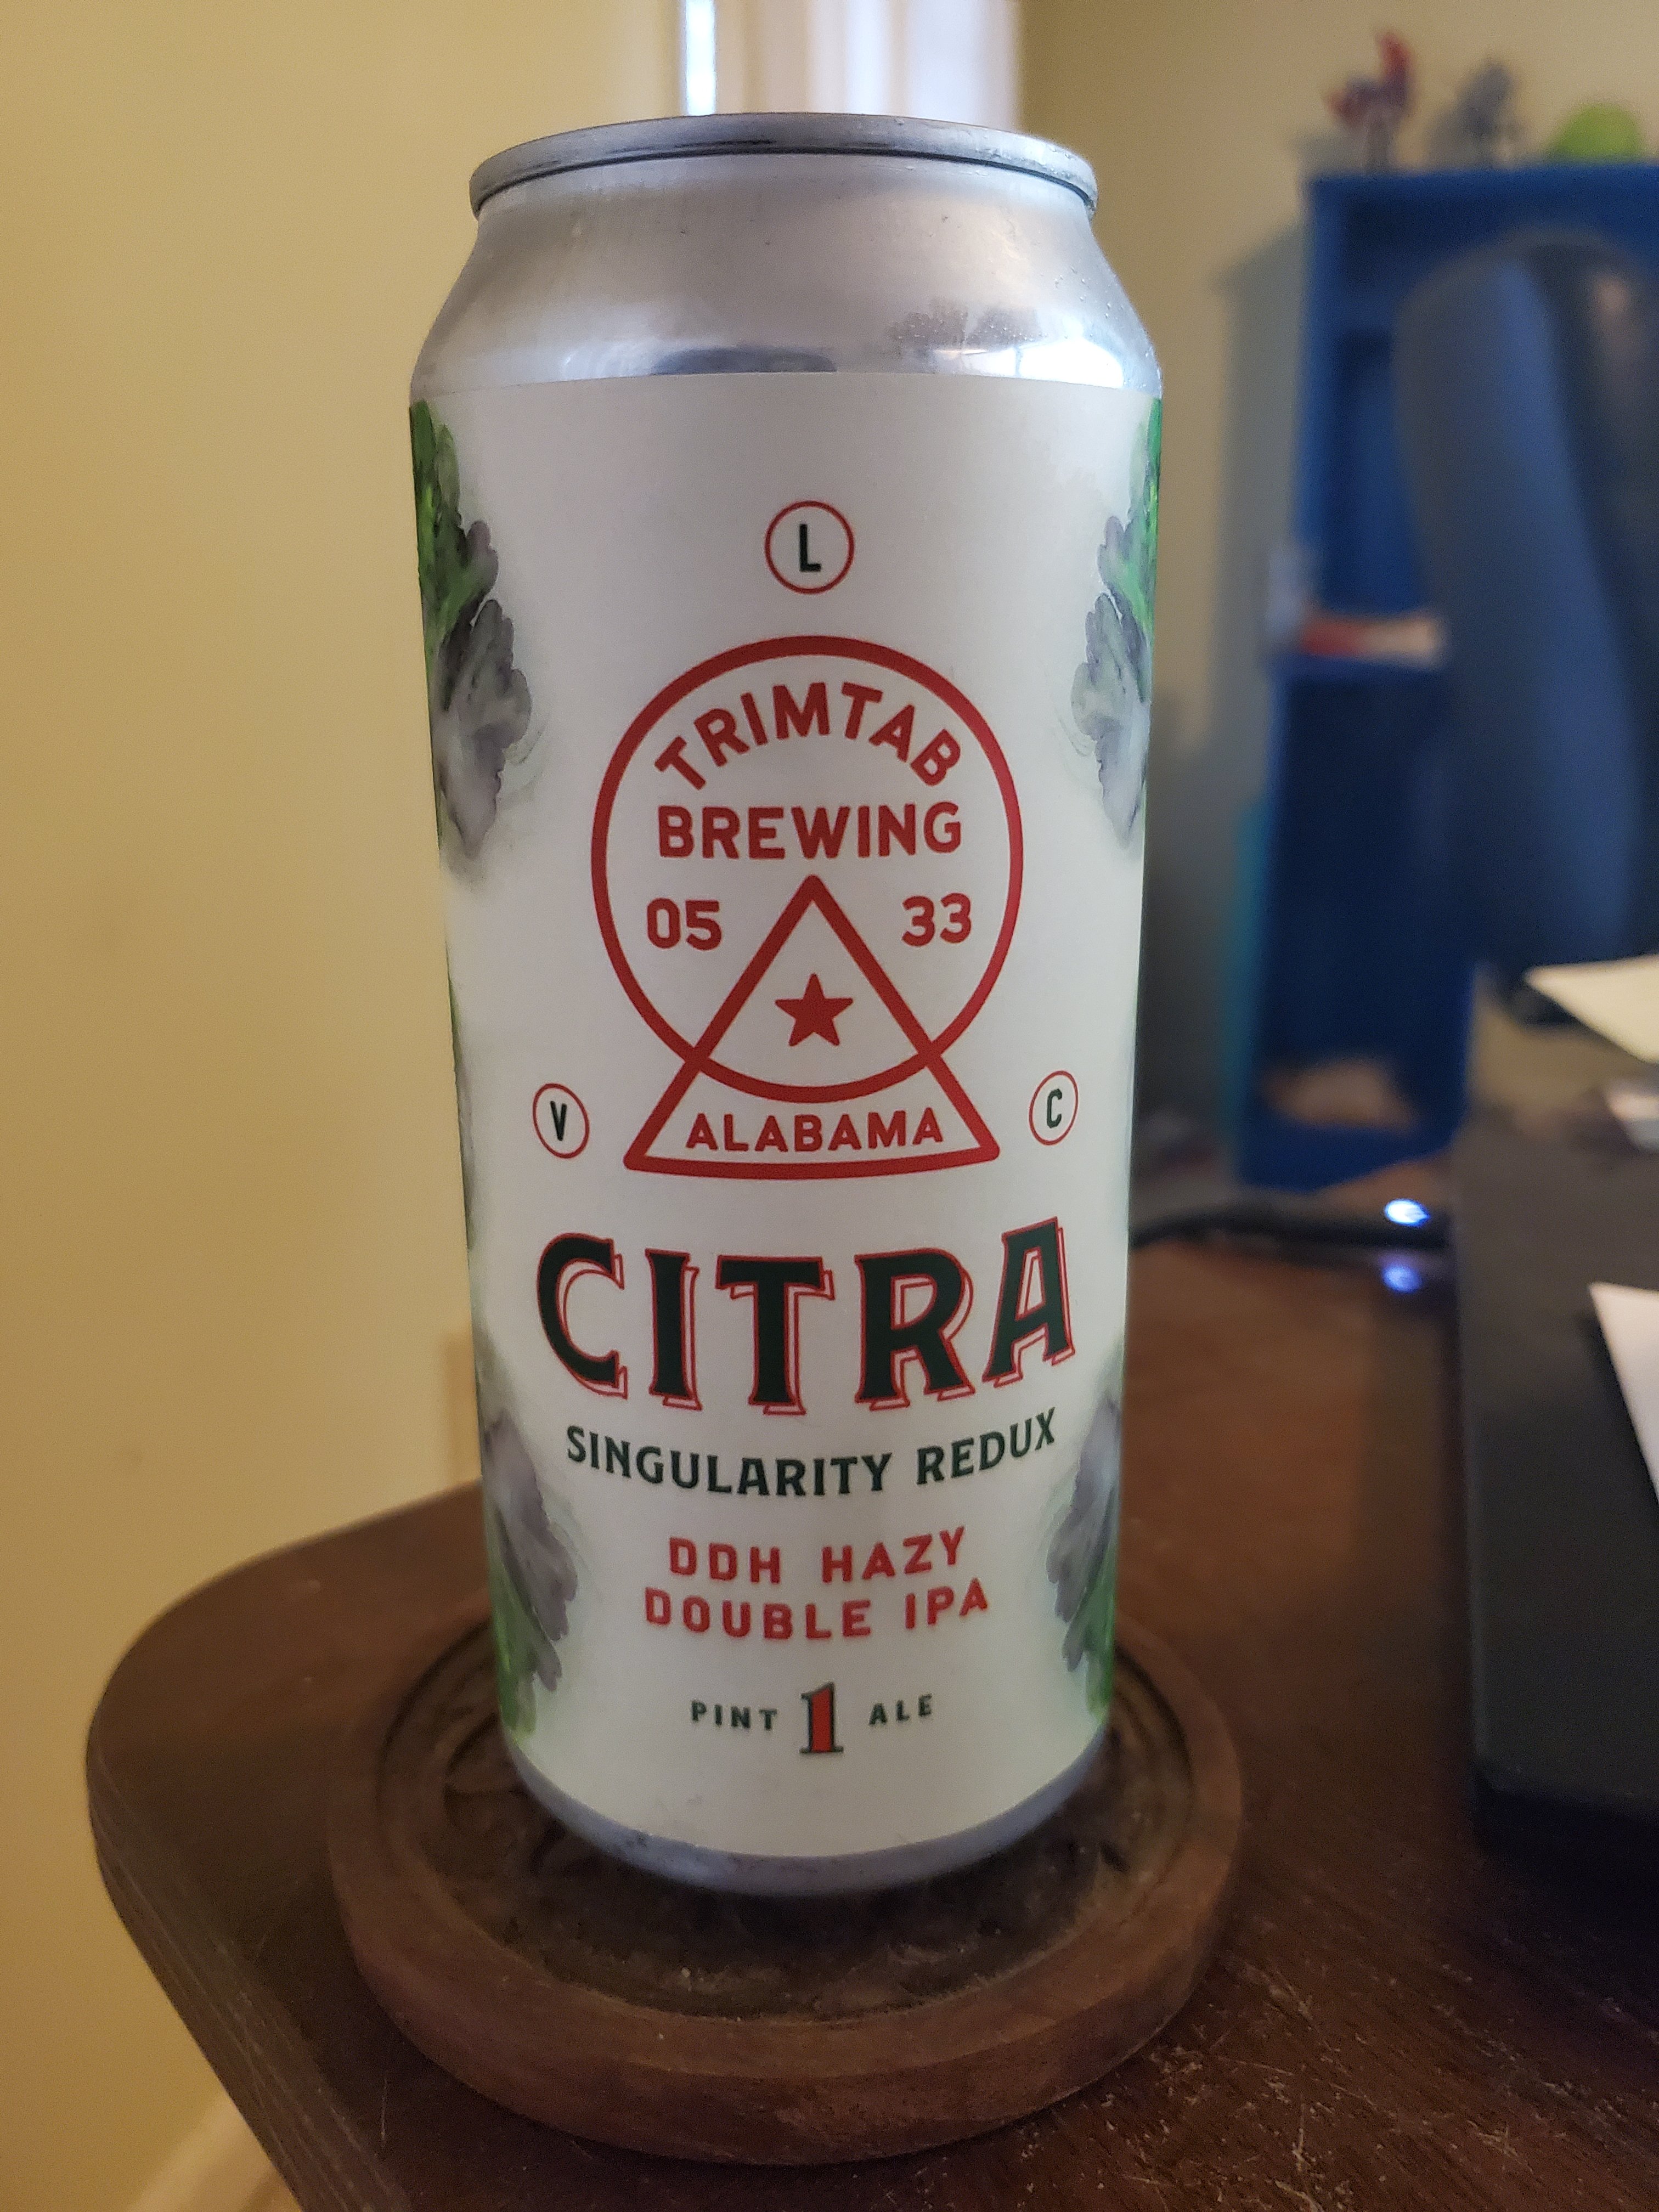 L
TRIMTAB
BREWING
05 33
ALABAMA
V C
CITRA
SINGULARITY REDUX
DDH HAZY
DOUBLE IPA
PINT 1 ALE